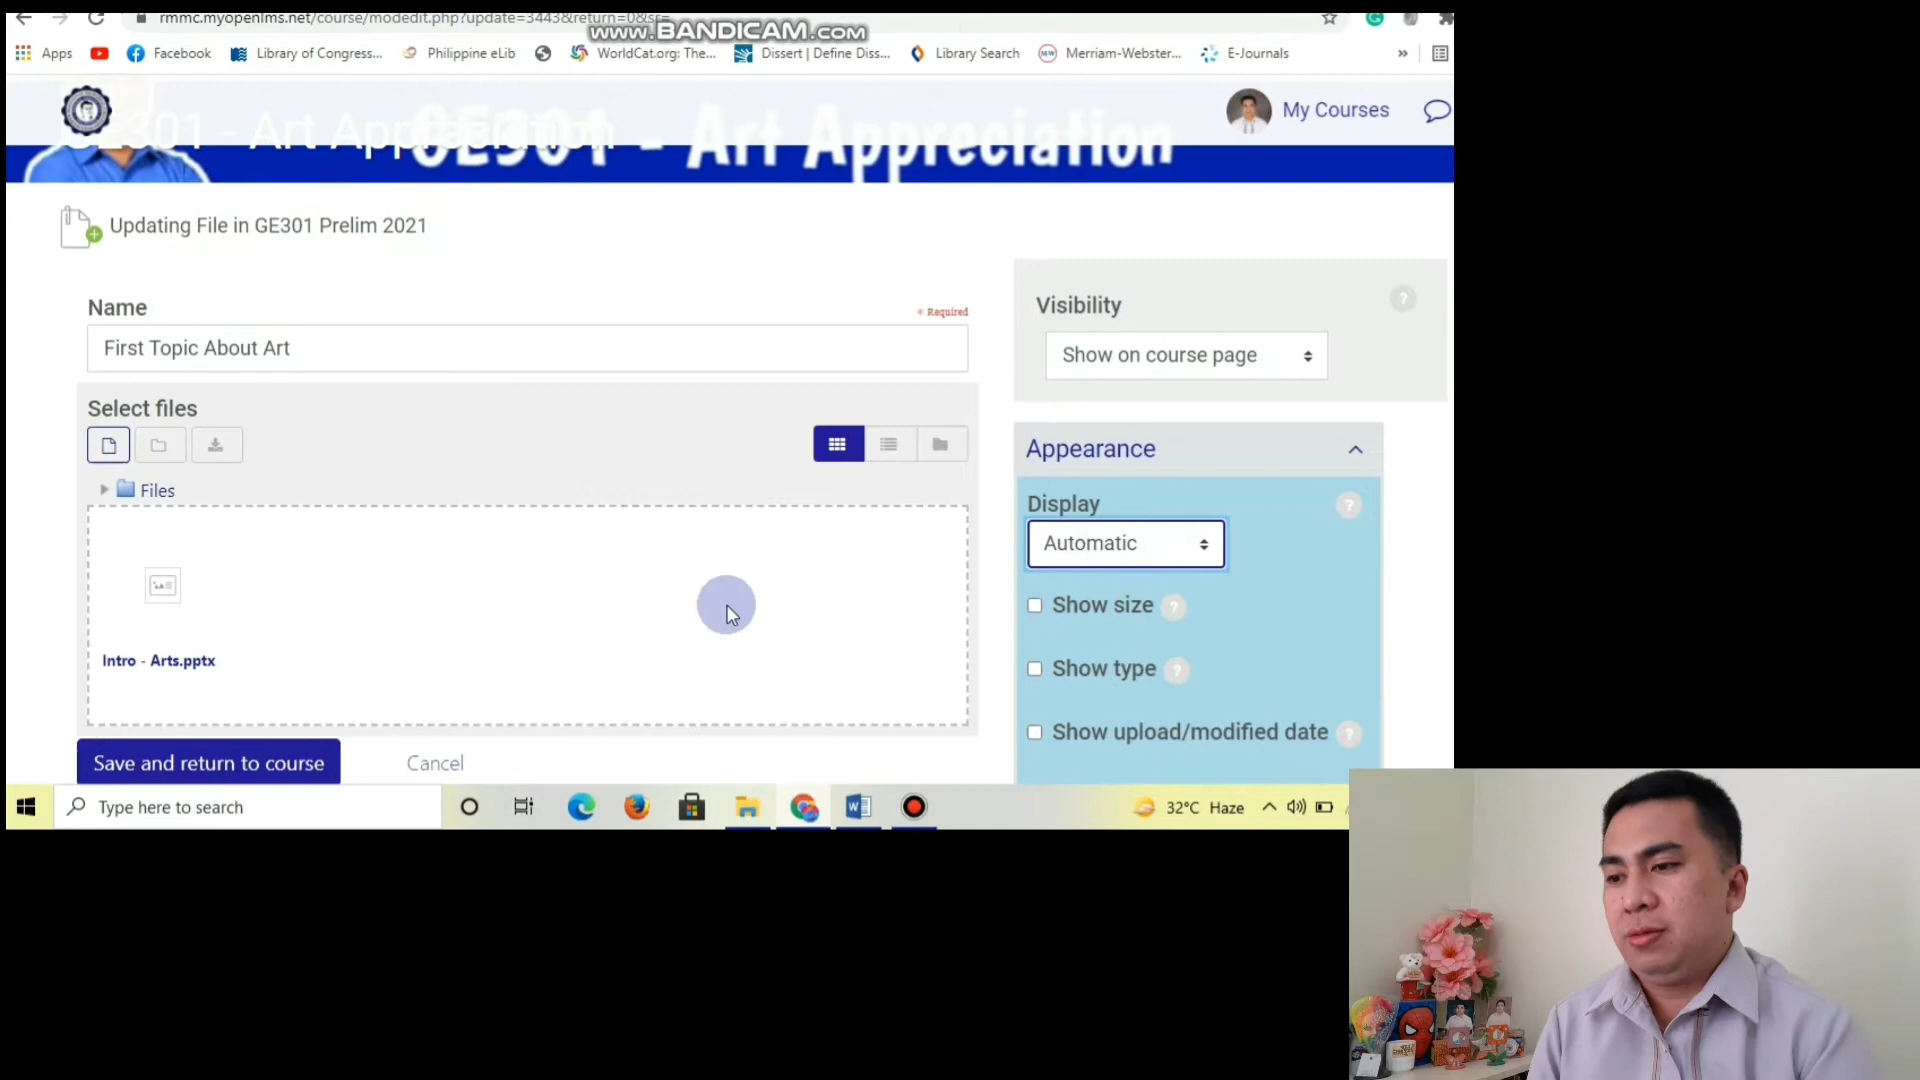 rmmc.myopenlms.net/course/modedit.php?update=3443&return=0&sr=
www.BANDICAM.com
Apps
Facebook
Library of Congress...
Philippine eLib
WorldCat.org: The...
Dissert | Define Diss...
Library Search
Merriam-Webster...
E-Journals
»
My Courses
GE301 - Art Appreciation
GE301 - Art Appreciation
Updating File in GE301 Prelim 2021
Name
Required
First Topic About Art
Select files
Files
Intro - Arts.pptx
Save and return to course
Cancel
Visibility
?
Show on course page
Appearance
Display
?
Automatic
Show size ?
Show type ?
Show upload/modified date ?
Type here to search
32°C Haze